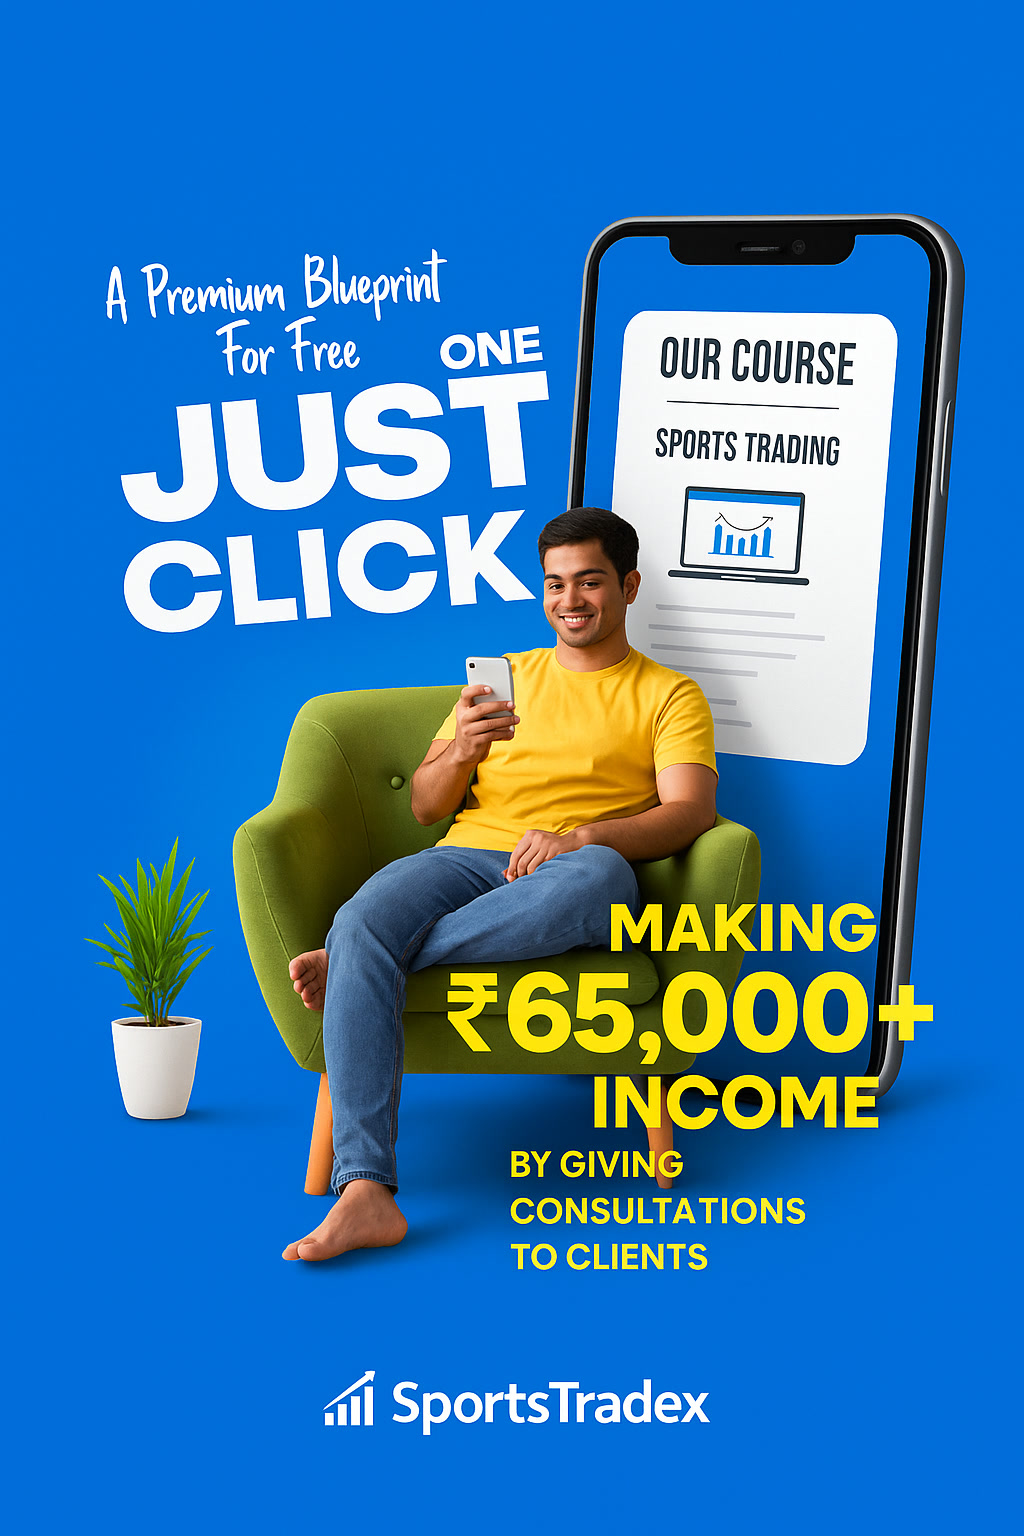 A Premium Blueprint
For Free
ONE
JUST
CLICK
OUR COURSE
SPORTS TRADING
MAKING
₹65,000+
INCOME
BY GIVING
CONSULTATIONS
TO CLIENTS
SportsTradex